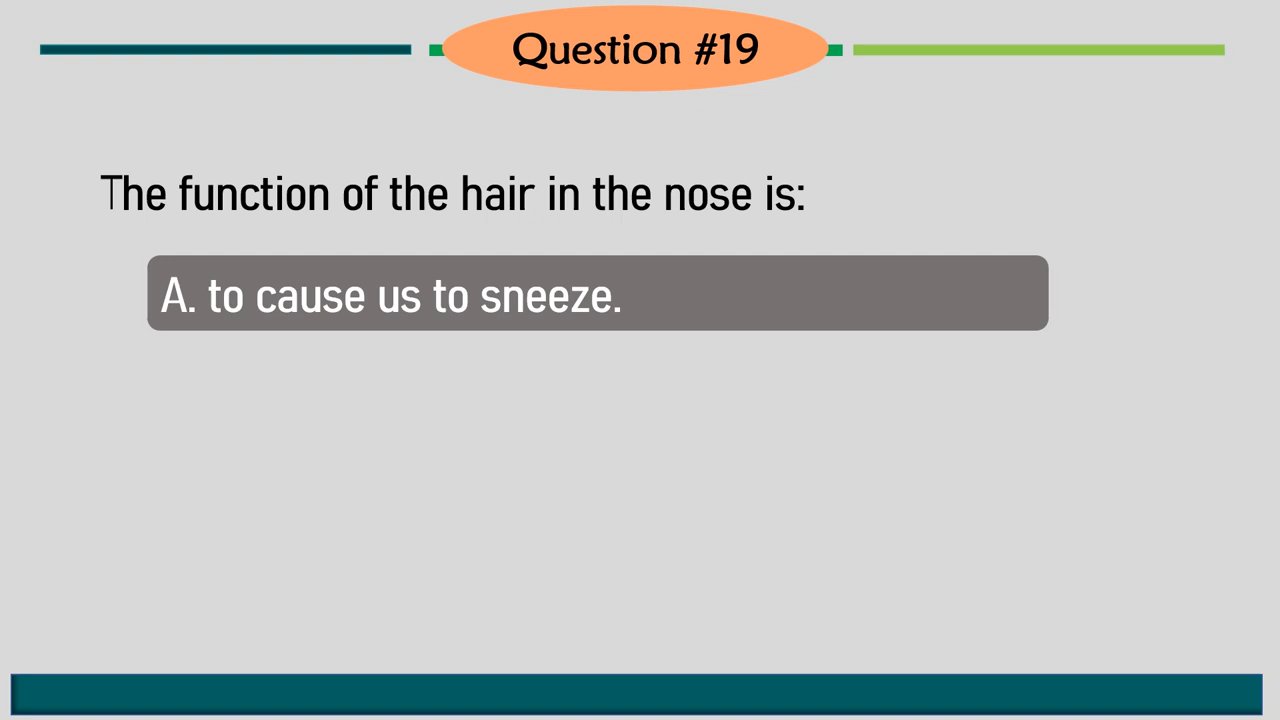 Question #19
The function of the hair in the nose is:
A. to cause us to sneeze.